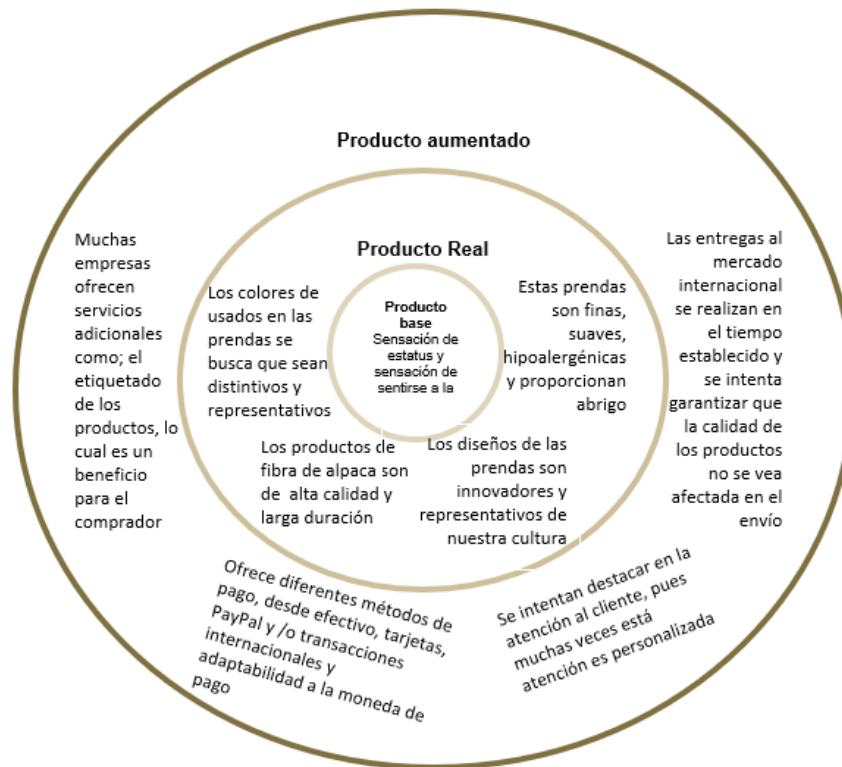 Producto aumentado
Muchas
empresas
ofrecen
servicios
adicionales
como; el
etiquetado
de los
productos, lo
cual es un
beneficio
para el
comprador
Producto Real
Los colores de
usados en las
prendas se
busca que sean
distintivos y
representativos
Producto
base
Sensación de
estatus y
sensación de
sentirse a la
Estas prendas
son finas,
suaves,
hipoalergénicas
y proporcionan
abrigo
Los productos de
fibra de alpaca son
de alta calidad y
larga duración
Los diseños de las
prendas son
innovadores y
representativos de
nuestra cultura
Las entregas al
mercado
internacional
se realizan en
el tiempo
establecido y
se intenta
garantizar que
la calidad de
los productos
no se vea
afectada en el
envío
Ofrece diferentes métodos de
pago, desde efectivo, tarjetas,
PayPal y /o transacciones
internacionales y
adaptabilidad a la moneda de
pago
Se intentan destacar en la
atención al cliente, pues
muchas veces está
atención es personalizada